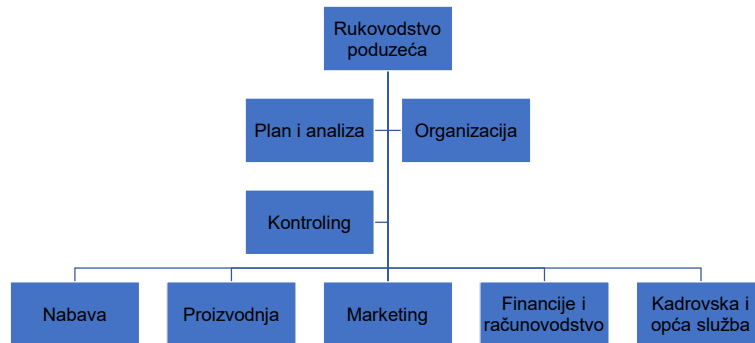 Rukovodstvo
poduzeća
Plan i analiza
Organizacija
Kontroling
Nabava
Proizvodnja
Marketing
Financije i
računovodstvo
Kadrovska i
opća služba